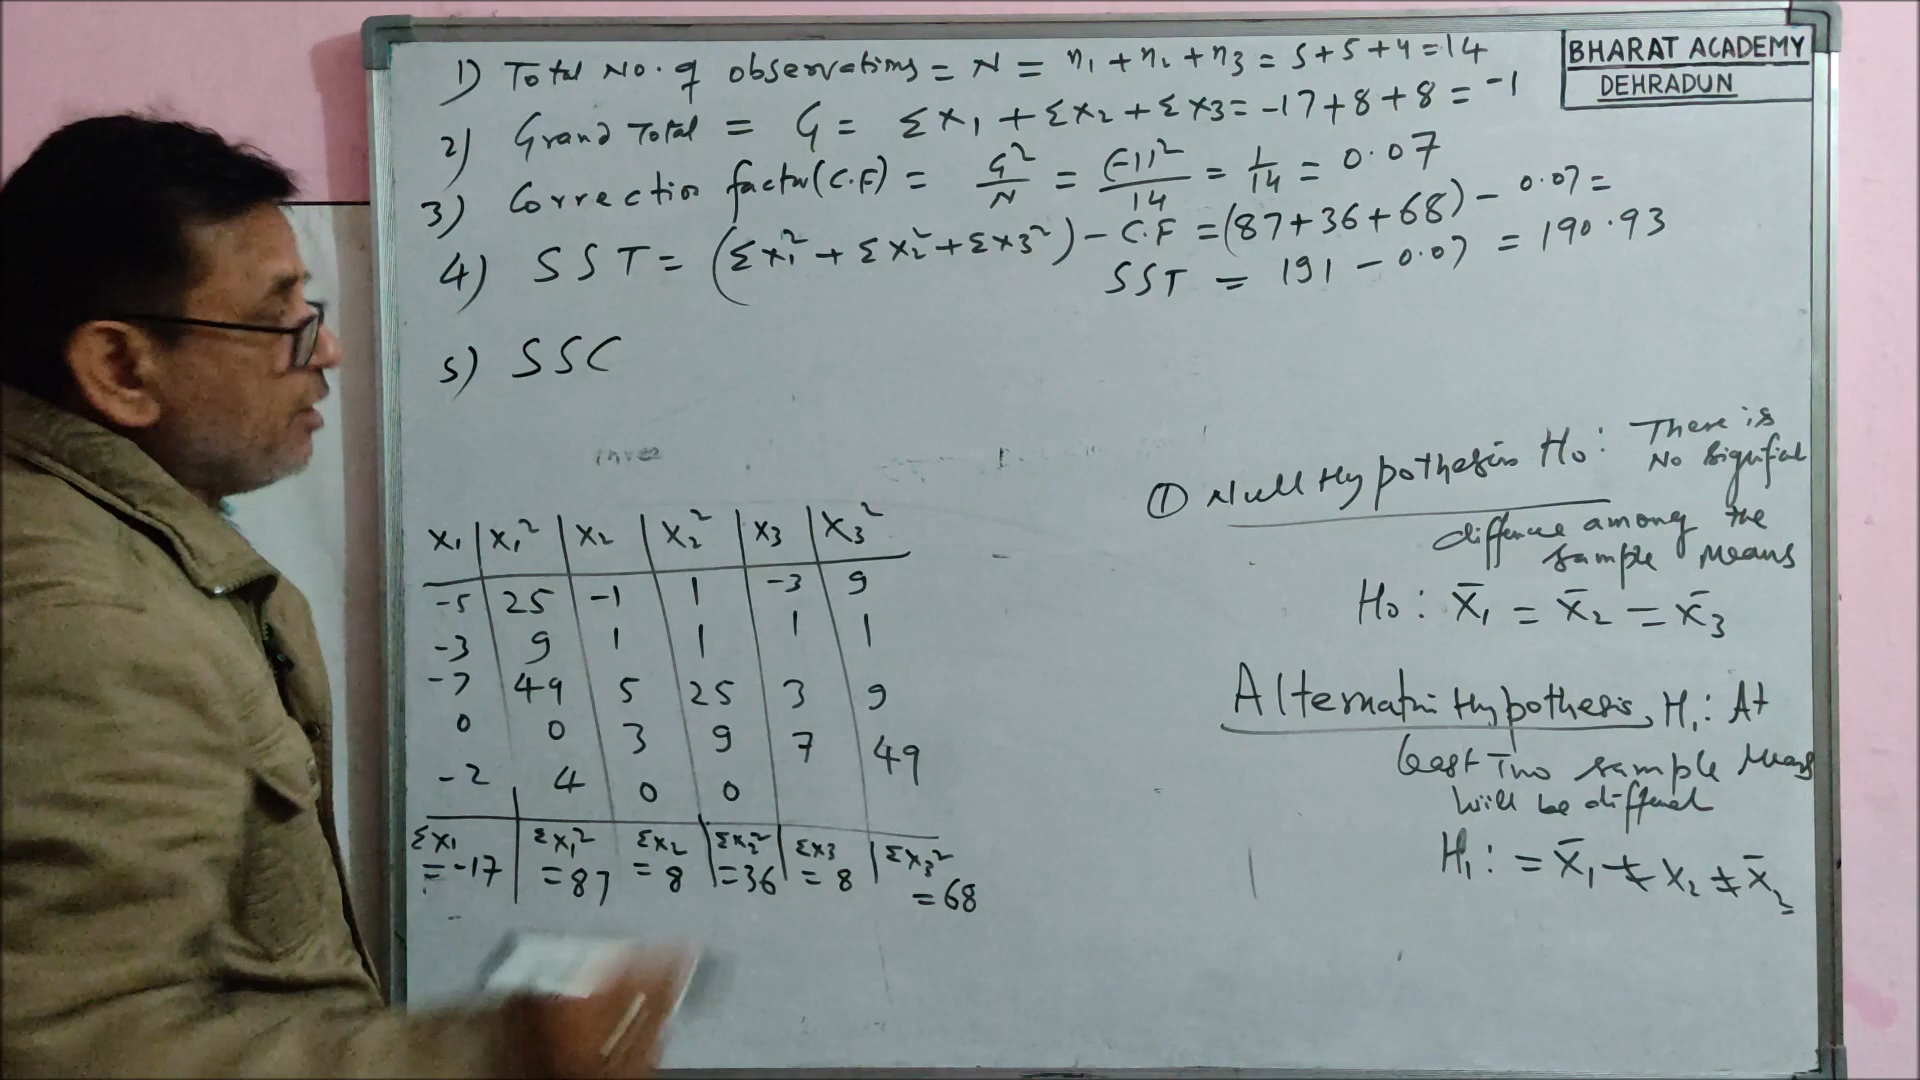 BHARAT ACADEMY
DEHRADUN
1) Total No. of observations = N = n₁ + n₂ + n₃ = 5 + 5 + 4 = 14
2) Grand Total = G = Σx₁ + Σx₂ + Σx3 = -17 + 8 + 8 = -1
3) Correction factor (C.F) = G²/N = (-1)²/14 = 1/14 = 0.07
4) SST = (Σx₁² + Σx₂² + Σx3²) - C.F = (87 + 36 + 68) - 0.07 =
SST = 191 - 0.07 = 190.93
5) SSC
x₁ | x₁² | x₂ | x₂² | x3 | x3²
-5 25 -1 1 -3 9
-3 9 1 1 1 1
-7 49 5 25 3 9
0 0 3 9 7 49
-2 4 0 0
Σx₁ = -17 | Σx₁² = 87 | Σx₂ = 8 | Σx₂² = 36 | Σx3 = 8 | Σx3² = 68
① Null Hypothesis H₀: There is
No Signifial
difference among the
sample Means
H₀: x̄₁ = x̄₂ = x̄3
Alternative Hypothesis, H₁: At
least Two sample Means
will be different
H₁: = x̄₁ ≠ x₂ ≠ x̄₂